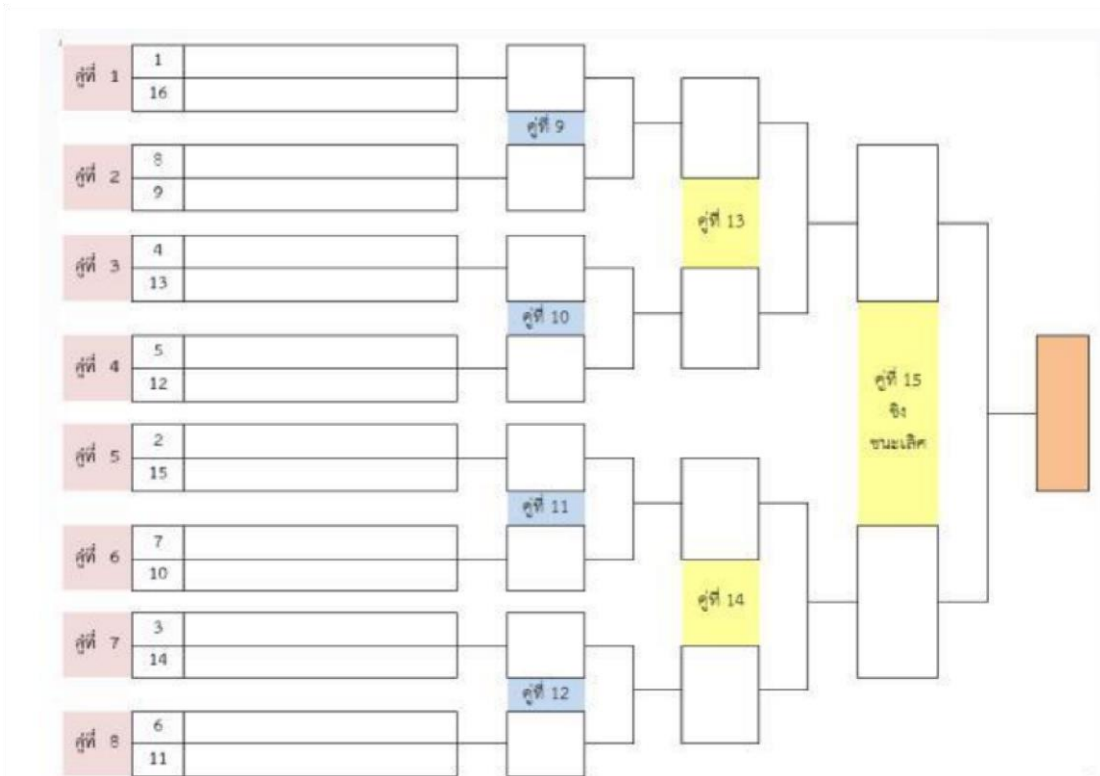 คู่ที่ 1
1
16
คู่ที่ 9
คู่ที่ 2
8
9
คู่ที่ 13
คู่ที่ 3
4
13
คู่ที่ 10
คู่ที่ 4
5
12
คู่ที่ 15
ชิง
ชนะเลิศ
คู่ที่ 5
2
15
คู่ที่ 11
คู่ที่ 6
7
10
คู่ที่ 14
คู่ที่ 7
3
14
คู่ที่ 12
คู่ที่ 8
6
11